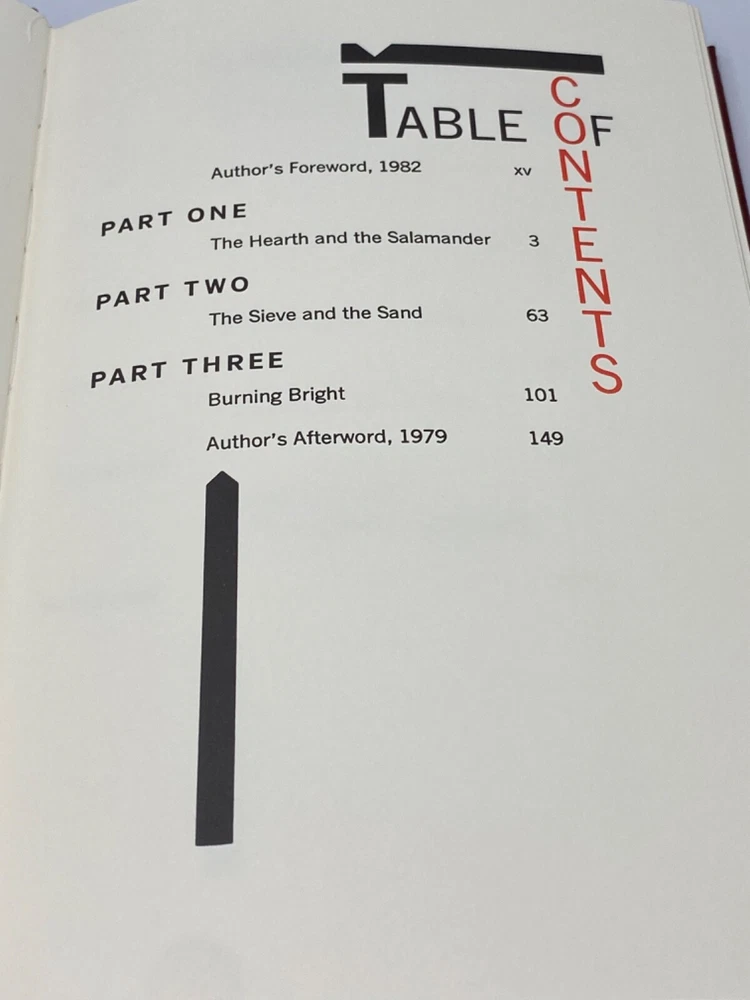 TABLE OF
CONTENTS
Author's Foreword, 1982 xv
PART ONE
The Hearth and the Salamander 3
PART TWO
The Sieve and the Sand 63
PART THREE
Burning Bright 101
Author's Afterword, 1979 149